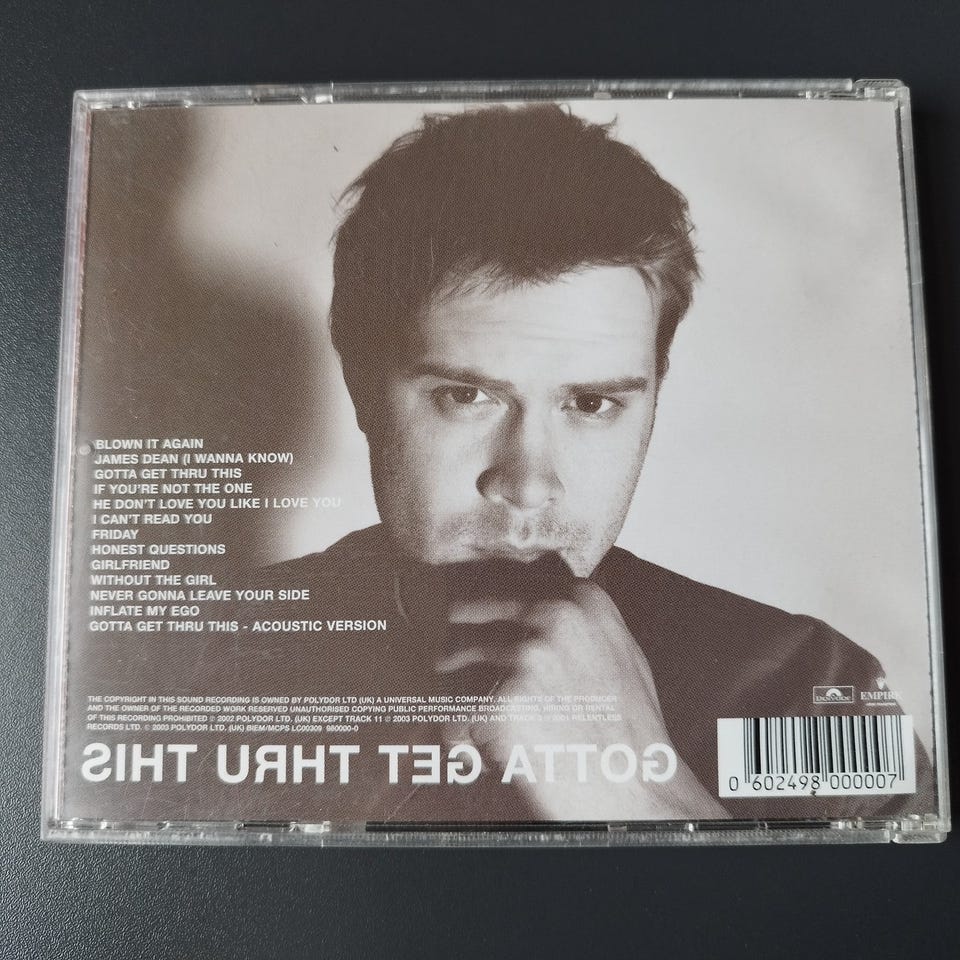 BLOWN IT AGAIN
JAMES DEAN (I WANNA KNOW)
GOTTA GET THRU THIS
IF YOU'RE NOT THE ONE
HE DON'T LOVE YOU LIKE I LOVE YOU
I CAN'T READ YOU
FRIDAY
HONEST QUESTIONS
GIRLFRIEND
WITHOUT THE GIRL
NEVER GONNA LEAVE YOUR SIDE
INFLATE MY EGO
GOTTA GET THRU THIS - ACOUSTIC VERSION
THE COPYRIGHT IN THIS SOUND RECORDING IS OWNED BY POLYDOR LTD (UK) A UNIVERSAL MUSIC COMPANY. ALL RIGHTS OF THE PRODUCER
AND THE OWNER OF THE RECORDED WORK RESERVED UNAUTHORISED COPYING PUBLIC PERFORMANCE BROADCASTING, HIRING OR RENTAL
OF THIS RECORDING PROHIBITED ℗ 2002 POLYDOR LTD. (UK) EXCEPT TRACK 11 ℗ 2003 POLYDOR LTD. (UK) AND TRACK 3 ℗ 2001 RELENTLESS
RECORDS LTD. © 2003 POLYDOR LTD. (UK) BIEM/MCPS LC00309 980000-0
Polydor
EMPIRE
GOTTA GET THRU THIS
0 602498 000007